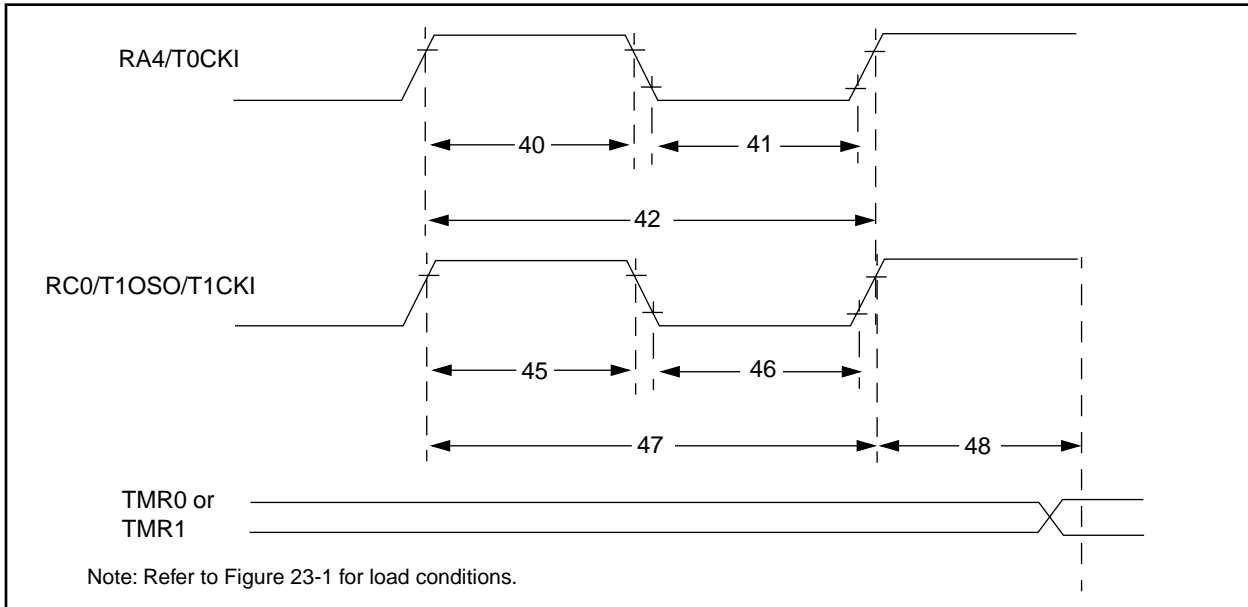 RA4/T0CKI
40
41
42
RC0/T1OSO/T1CKI
45
46
47
48
TMR0 or
TMR1
Note: Refer to Figure 23-1 for load conditions.